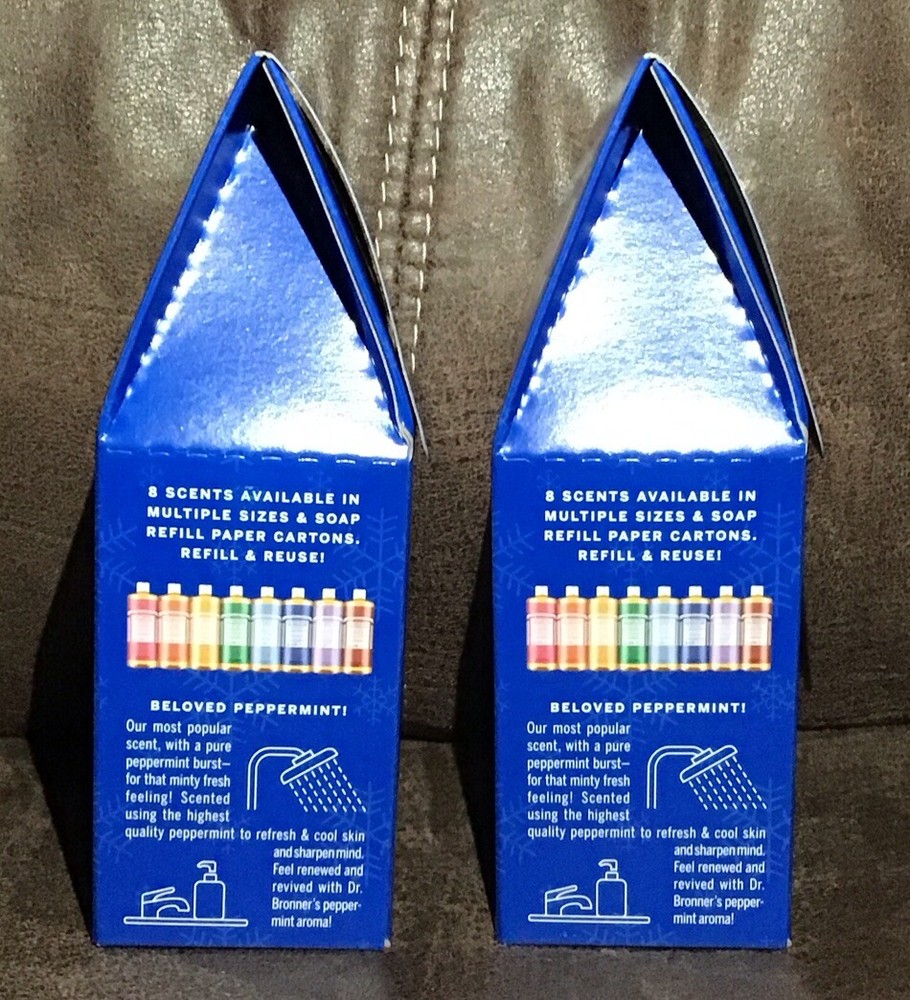 8 SCENTS AVAILABLE IN
MULTIPLE SIZES & SOAP
REFILL PAPER CARTONS.
REFILL & REUSE!
BELOVED PEPPERMINT!
Our most popular
scent, with a pure
peppermint burst—
for that minty fresh
feeling! Scented
using the highest
quality peppermint to refresh & cool skin
and sharpen mind.
Feel renewed and
revived with Dr.
Bronner's pepper-
mint aroma!
8 SCENTS AVAILABLE IN
MULTIPLE SIZES & SOAP
REFILL PAPER CARTONS.
REFILL & REUSE!
BELOVED PEPPERMINT!
Our most popular
scent, with a pure
peppermint burst—
for that minty fresh
feeling! Scented
using the highest
quality peppermint to refresh & cool skin
and sharpen mind.
Feel renewed and
revived with Dr.
Bronner's pepper-
mint aroma!